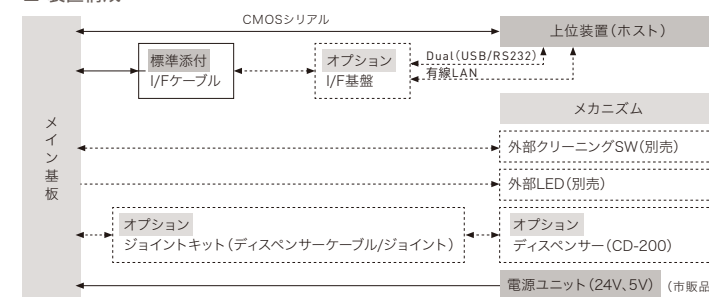 CMOSシリアル
上位装置(ホスト)
標準添付
I/Fケーブル
オプション
I/F基盤
Dual(USB/RS232)
有線LAN
メカニズム
メイン基板
外部クリーニングSW(別売)
外部LED(別売)
オプション
ジョイントキット(ディスペンサーケーブル/ジョイント)
オプション
ディスペンサー(CD-200)
電源ユニット(24V、5V)
(市販品